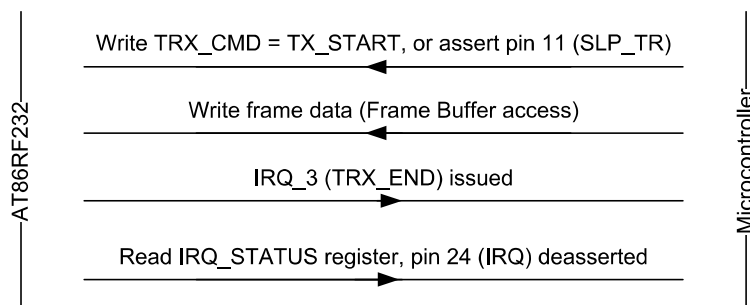 Write TRX_CMD = TX_START, or assert pin 11 (SLP_TR)
Write frame data (Frame Buffer access)
IRQ_3 (TRX_END) issued
Read IRQ_STATUS register, pin 24 (IRQ) deasserted
AT86RF232
Microcontroller